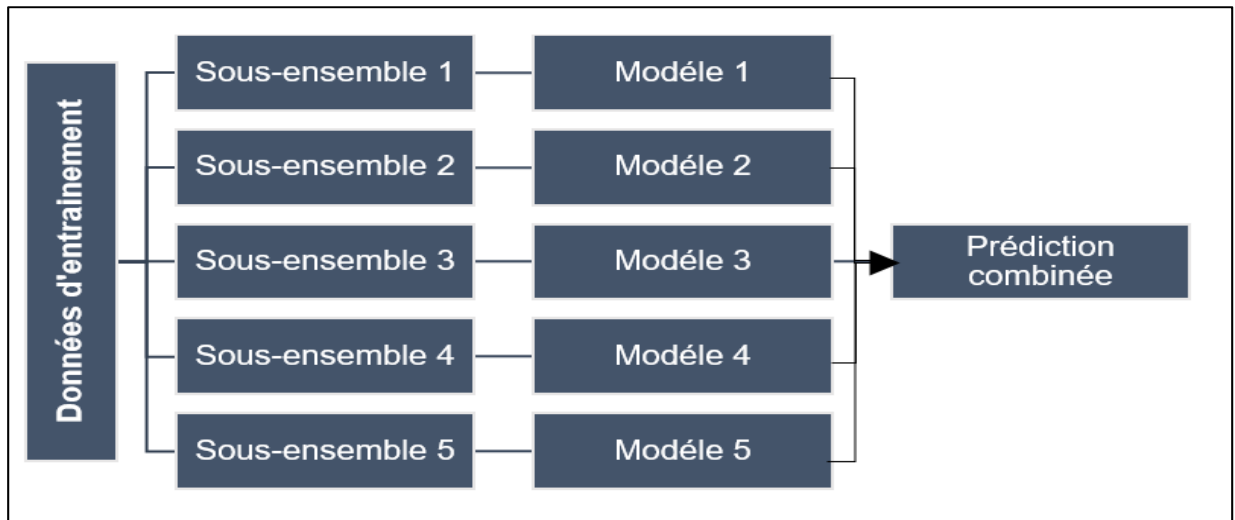 Données d'entrainement
Sous-ensemble 1
Modéle 1
Sous-ensemble 2
Modéle 2
Sous-ensemble 3
Modéle 3
Prédiction
combinée
Sous-ensemble 4
Modéle 4
Sous-ensemble 5
Modéle 5